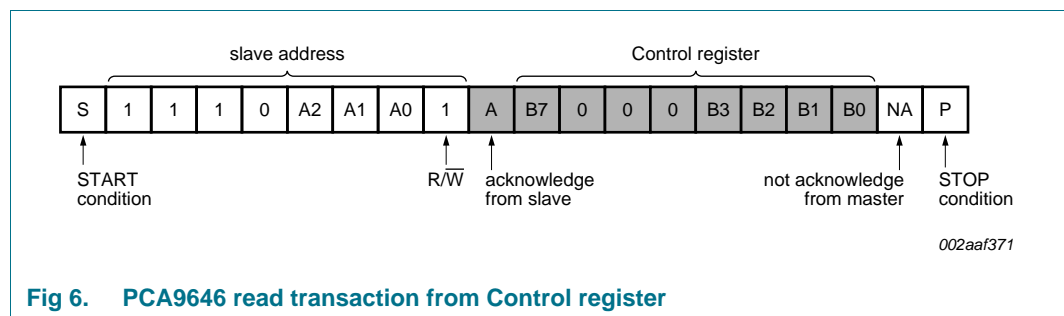 slave address Control register
S 1 1 1 0 A2 A1 A0 1 A B7 0 0 0 B3 B2 B1 B0 NA P
START condition
R/W̅
acknowledge from slave
not acknowledge from master
STOP condition
002aaf371
Fig 6. PCA9646 read transaction from Control register